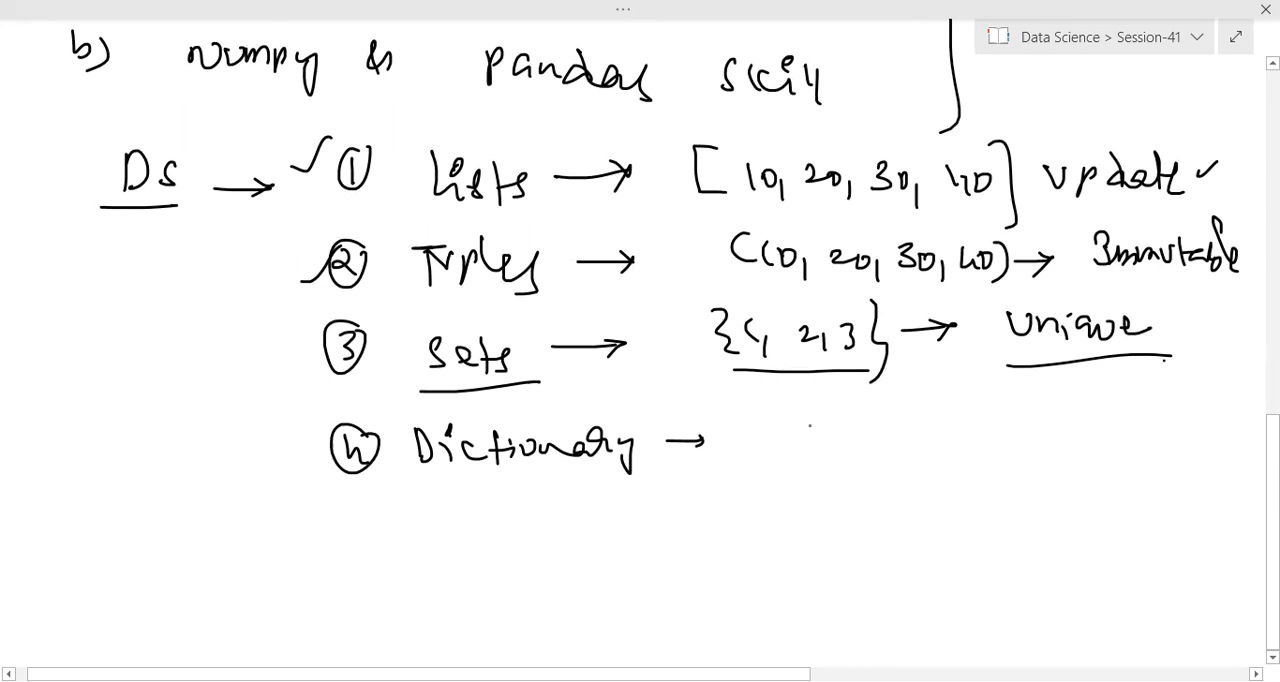 Data Science > Session-41
b) Numpy & Pandas
Ds → ✓ ① Lists → [10, 20, 30, 40] update ✓
✓ ② Tuples → (10, 20, 30, 40) → Immutable
③ Sets → {1, 2, 3} → Unique
④ Dictionary →